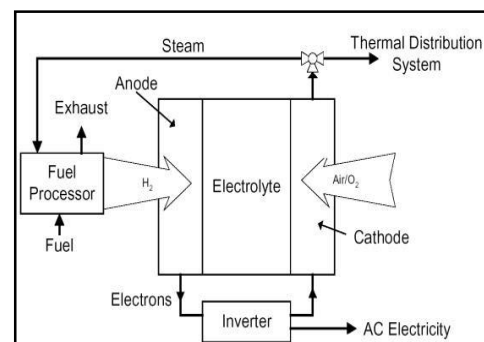 Steam
Thermal Distribution
System
Anode
Exhaust
Fuel
Processor
H2
Electrolyte
Air/O2
Fuel
Cathode
Electrons
Inverter
AC Electricity